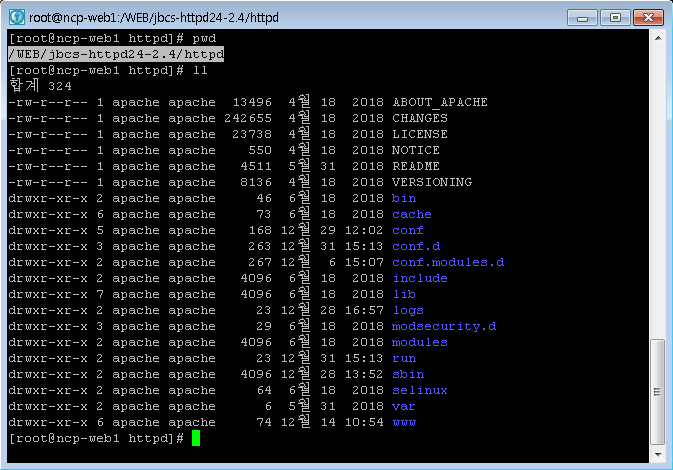 root@ncp-web1:/WEB/jbcs-httpd24-2.4/httpd
[root@ncp-web1 httpd]# pwd
/WEB/jbcs-httpd24-2.4/httpd
[root@ncp-web1 httpd]# ll
합계 324
-rw-r--r-- 1 apache apache  13496  4월 18  2018 ABOUT_APACHE
-rw-r--r-- 1 apache apache 242655  4월 18  2018 CHANGES
-rw-r--r-- 1 apache apache  23738  4월 18  2018 LICENSE
-rw-r--r-- 1 apache apache    550  4월 18  2018 NOTICE
-rw-r--r-- 1 apache apache   4511  5월 31  2018 README
-rw-r--r-- 1 apache apache   8136  4월 18  2018 VERSIONING
drwxr-xr-x 2 apache apache     46  6월 18  2018 bin
drwxr-xr-x 6 apache apache     73  6월 18  2018 cache
drwxr-xr-x 5 apache apache    168 12월 29 12:02 conf
drwxr-xr-x 3 apache apache    263 12월 31 15:13 conf.d
drwxr-xr-x 2 apache apache    267 12월  6 15:07 conf.modules.d
drwxr-xr-x 2 apache apache   4096  6월 18  2018 include
drwxr-xr-x 7 apache apache   4096  6월 18  2018 lib
drwxr-xr-x 2 apache apache     23 12월 28 16:57 logs
drwxr-xr-x 3 apache apache     29  6월 18  2018 modsecurity.d
drwxr-xr-x 2 apache apache   4096  6월 18  2018 modules
drwxr-xr-x 2 apache apache     23 12월 31 15:13 run
drwxr-xr-x 2 apache apache   4096 12월 28 13:52 sbin
drwxr-xr-x 2 apache apache     64  6월 18  2018 selinux
drwxr-xr-x 2 apache apache      6  5월 31  2018 var
drwxr-xr-x 6 apache apache     74 12월 14 10:54 www
[root@ncp-web1 httpd]#